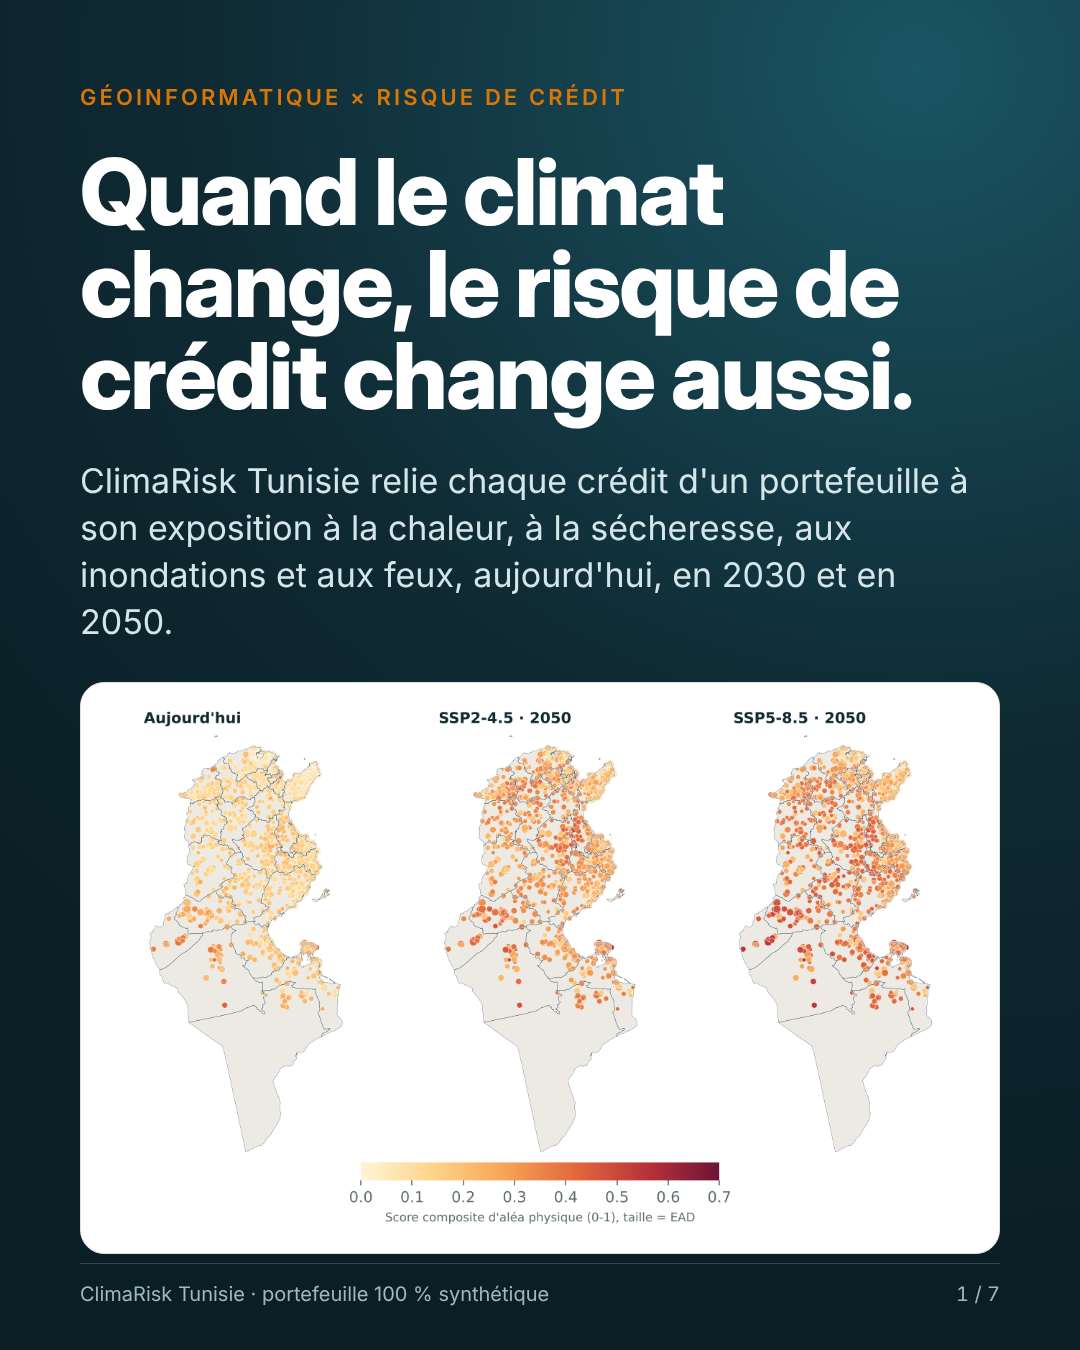 GÉOINFORMATIQUE × RISQUE DE CRÉDIT
Quand le climat
change, le risque de
crédit change aussi.
ClimaRisk Tunisie relie chaque crédit d'un portefeuille à
son exposition à la chaleur, à la sécheresse, aux
inondations et aux feux, aujourd'hui, en 2030 et en
2050.
Aujourd'hui SSP2-4.5 · 2050 SSP5-8.5 · 2050
0.0 0.1 0.2 0.3 0.4 0.5 0.6 0.7
Score composite d'aléa physique (0-1), taille = EAD
ClimaRisk Tunisie · portefeuille 100 % synthétique 1 / 7